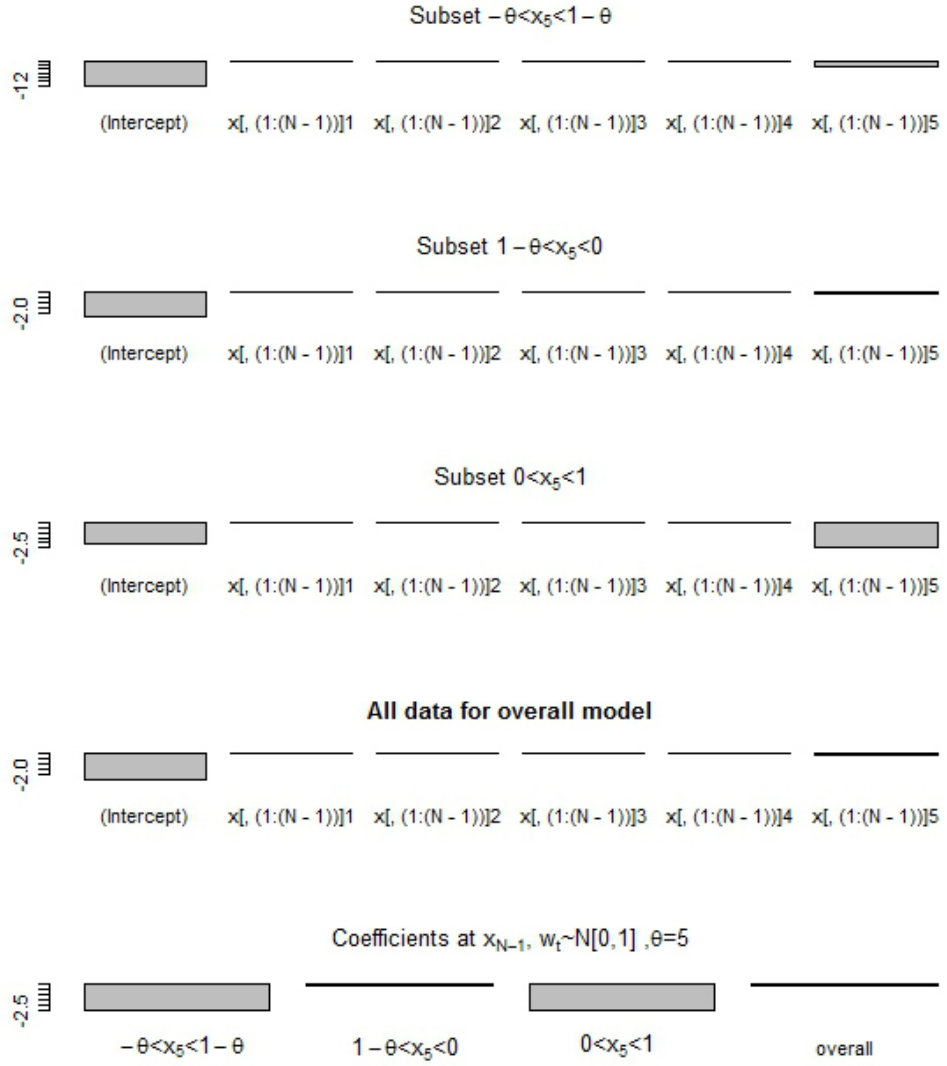 Subset −θ<x₅<1−θ
-12
(Intercept) x[, (1:(N - 1))]1 x[, (1:(N - 1))]2 x[, (1:(N - 1))]3 x[, (1:(N - 1))]4 x[, (1:(N - 1))]5
Subset 1−θ<x₅<0
-2.0
(Intercept) x[, (1:(N - 1))]1 x[, (1:(N - 1))]2 x[, (1:(N - 1))]3 x[, (1:(N - 1))]4 x[, (1:(N - 1))]5
Subset 0<x₅<1
-2.5
(Intercept) x[, (1:(N - 1))]1 x[, (1:(N - 1))]2 x[, (1:(N - 1))]3 x[, (1:(N - 1))]4 x[, (1:(N - 1))]5
All data for overall model
-2.0
(Intercept) x[, (1:(N - 1))]1 x[, (1:(N - 1))]2 x[, (1:(N - 1))]3 x[, (1:(N - 1))]4 x[, (1:(N - 1))]5
Coefficients at x_N−1, w_t~N[0,1] ,θ=5
-2.5
−θ<x₅<1−θ 1−θ<x₅<0 0<x₅<1 overall